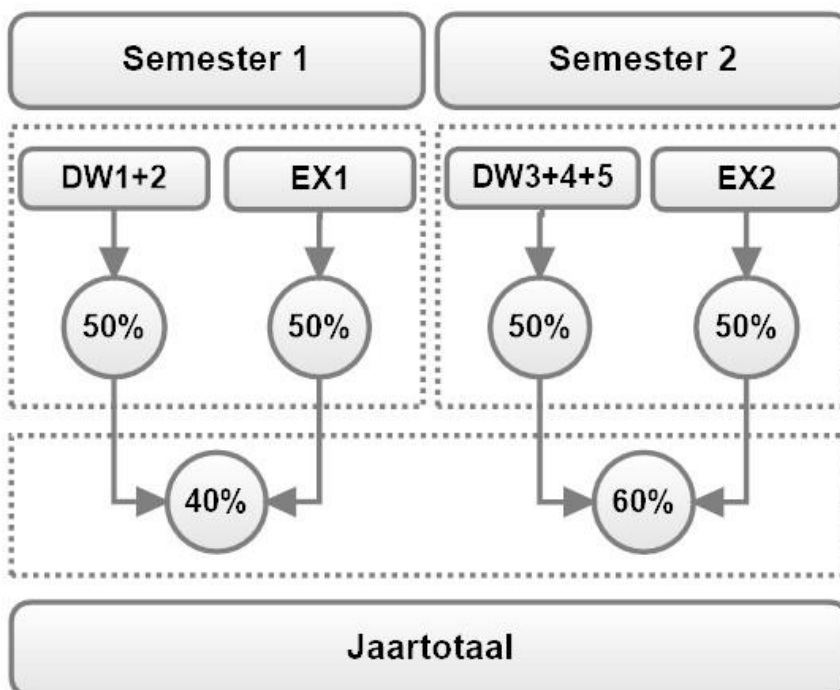 Semester 1
Semester 2
DW1+2
EX1
DW3+4+5
EX2
50%
50%
50%
50%
40%
60%
Jaartotaal